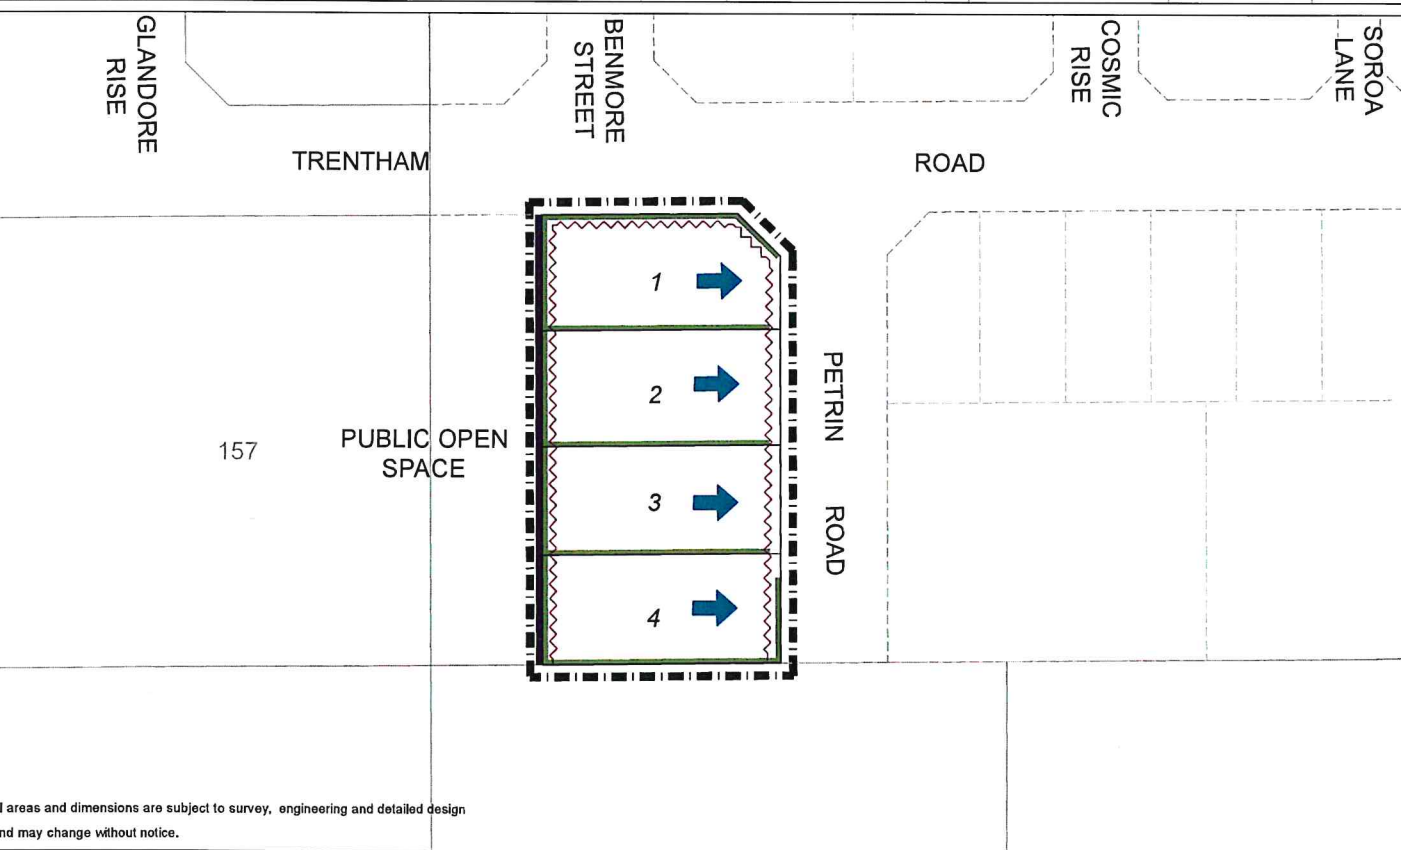 GLANDORE
RISE
BENMORE
STREET
COSMIC
RISE
SOROA
LANE
TRENTHAM
ROAD
1
2
3
4
PETRIN
ROAD
157
PUBLIC OPEN
SPACE
areas and dimensions are subject to survey, engineering and detailed design
may change without notice.